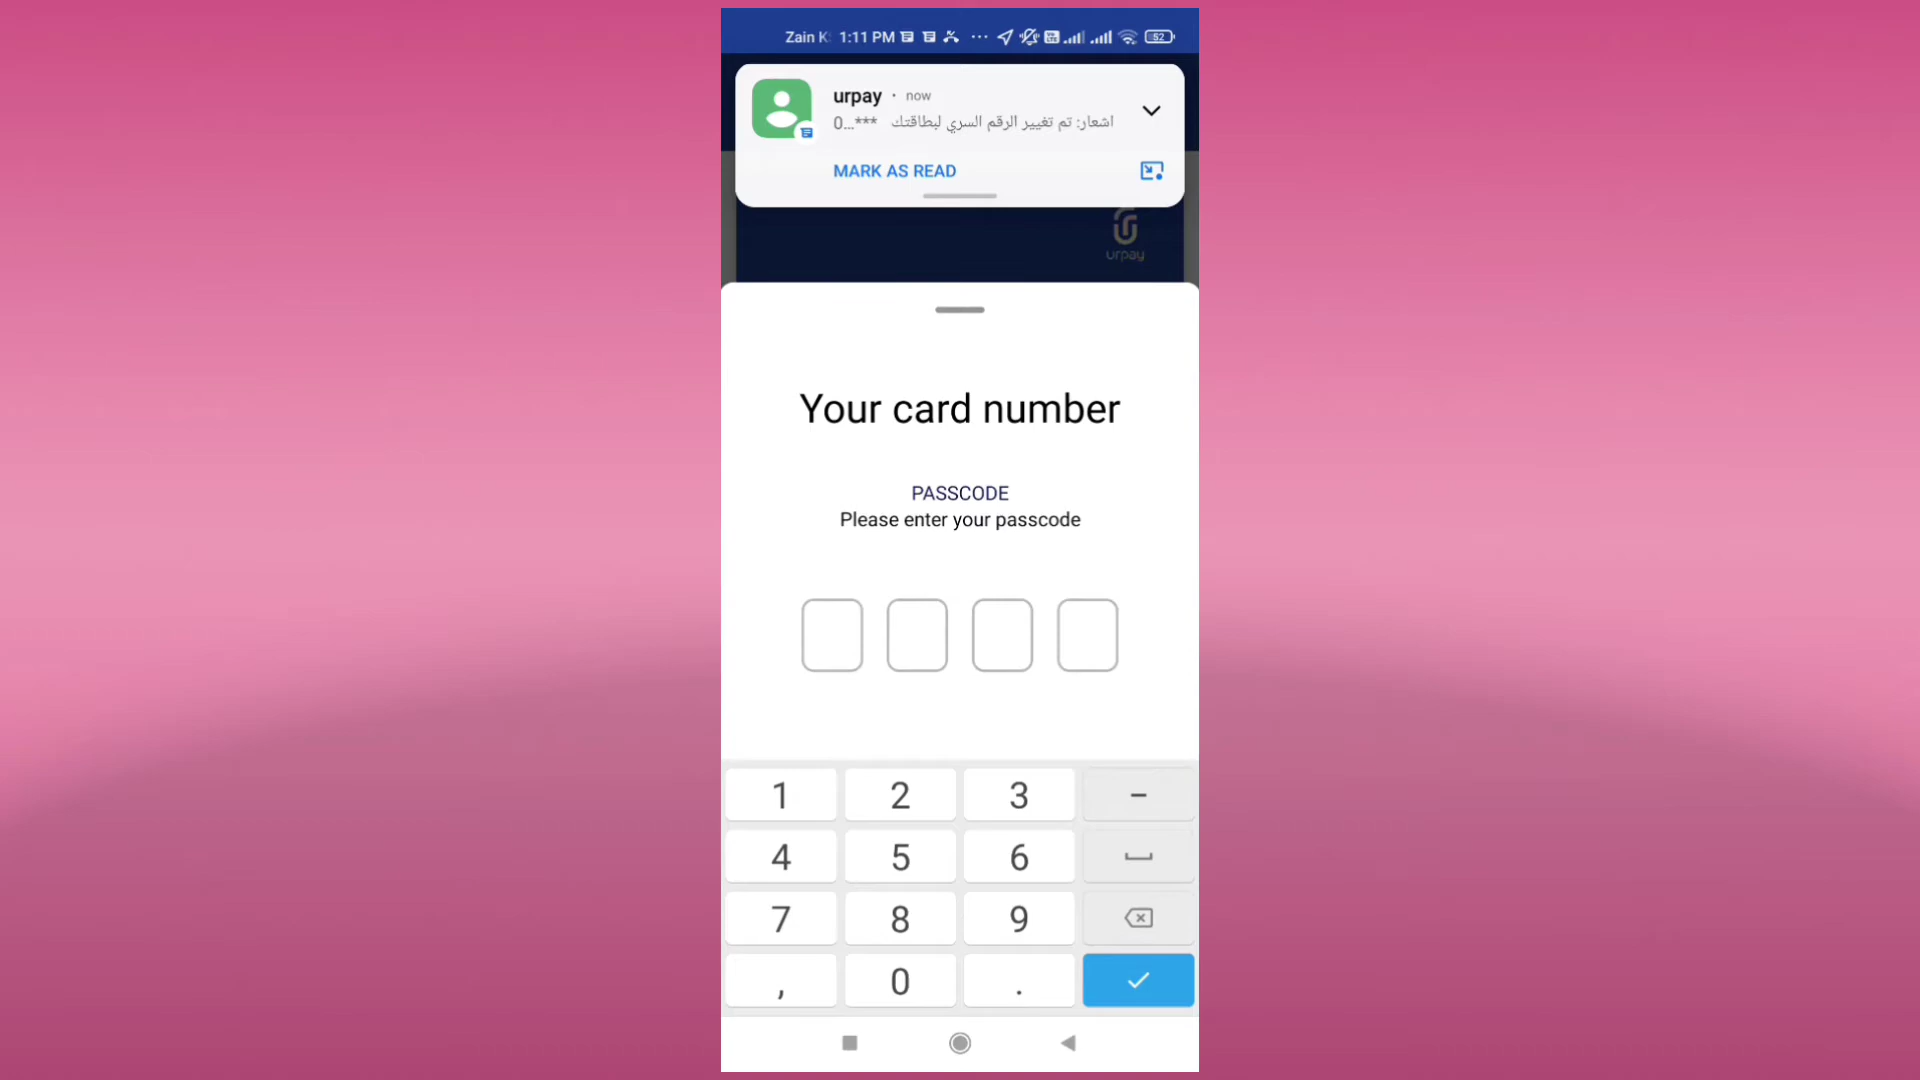 Zain K 1:11 PM
52
urpay • now
اشعار: تم تغيير الرقم السري لبطاقتك ***...0
MARK AS READ
urpay
Your card number
PASSCODE
Please enter your passcode
1 2 3 -
4 5 6
7 8 9
, 0 .